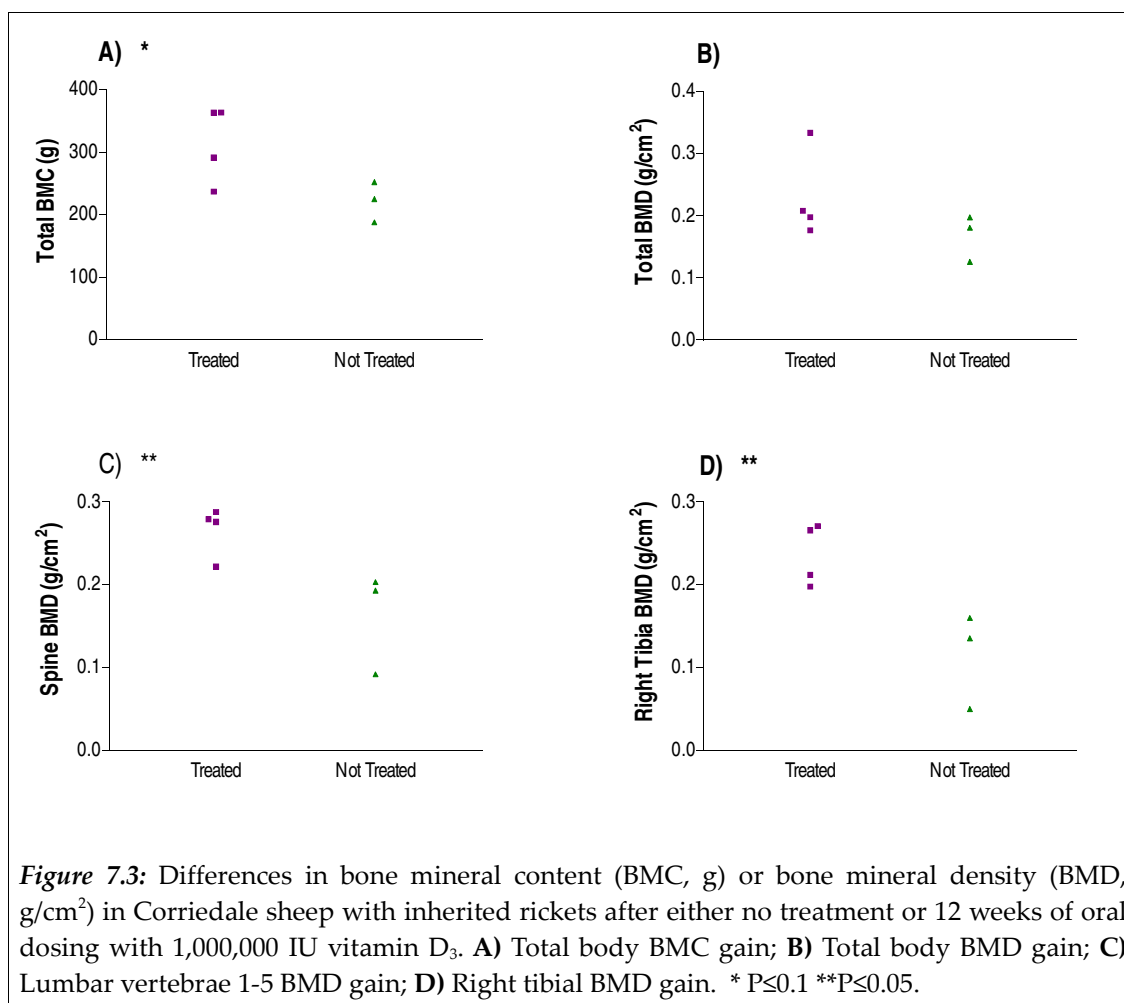 A) *
400
300
200
100
0
Total BMC (g)
Treated Not Treated
B)
0.4
0.3
0.2
0.1
0.0
Total BMD (g/cm²)
Treated Not Treated
C) **
0.3
0.2
0.1
0.0
Spine BMD (g/cm²)
Treated Not Treated
D) **
0.3
0.2
0.1
0.0
Right Tibia BMD (g/cm²)
Treated Not Treated
Figure 7.3: Differences in bone mineral content (BMC, g) or bone mineral density (BMD,
g/cm²) in Corriedale sheep with inherited rickets after either no treatment or 12 weeks of oral
dosing with 1,000,000 IU vitamin D₃. A) Total body BMC gain; B) Total body BMD gain; C)
Lumbar vertebrae 1-5 BMD gain; D) Right tibial BMD gain. * P≤0.1 **P≤0.05.